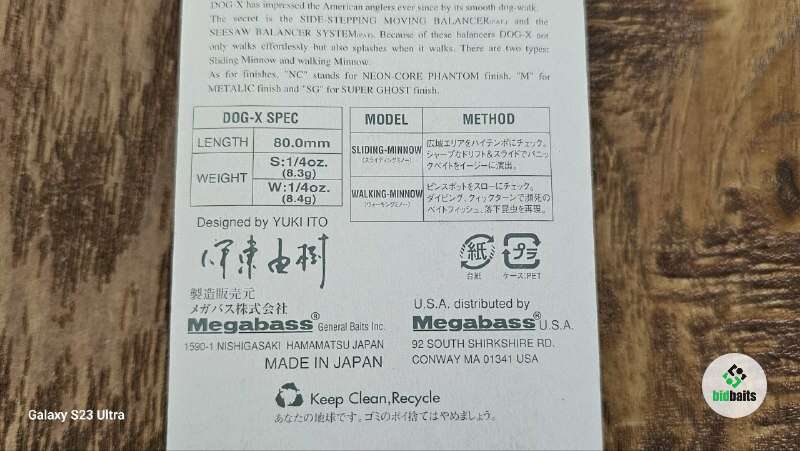 DOG-X has impressed the American anglers ever since by its smooth dog-walk.
The secret is the SIDE-STEPPING MOVING BALANCER(PAT.) and the
SEESAW BALANCER SYSTEM(PAT.). Because of these balancers DOG-X not
only walks effortlessly but also splashes when it walks. There are two types:
Sliding Minnow and walking Minnow.
As for finishes, "NC" stands for NEON-CORE PHANTOM finish, "M" for
METALIC finish and "SG" for SUPER GHOST finish.
DOG-X SPEC
LENGTH 80.0mm
WEIGHT S:1/4oz.
(8.3g)
W:1/4oz.
(8.4g)
MODEL METHOD
SLIDING-MINNOW
(スライディングミノー)
広域エリアをハイテンポにチェック。
シャープなドリフト&スライドでパニッ
クベイトをイージーに演出。
WALKING-MINNOW
(ウォーキングミノー)
ピンスポットをスローにチェック。
ダイビング、クィックターンで瀕死の
ベイトフィッシュ、落下昆虫を再現。
Designed by YUKI ITO
伊東由樹
紙
台紙
プラ
ケース:PET
製造販売元
メガバス株式会社
Megabass® General Baits Inc.
1590-1 NISHIGASAKI HAMAMATSU JAPAN
MADE IN JAPAN
U.S.A. distributed by
Megabass® U.S.A.
92 SOUTH SHIRKSHIRE RD.
CONWAY MA 01341 USA
Keep Clean,Recycle
あなたの地球です。ゴミのポイ捨てはやめましょう。
Galaxy S23 Ultra
bidbaits